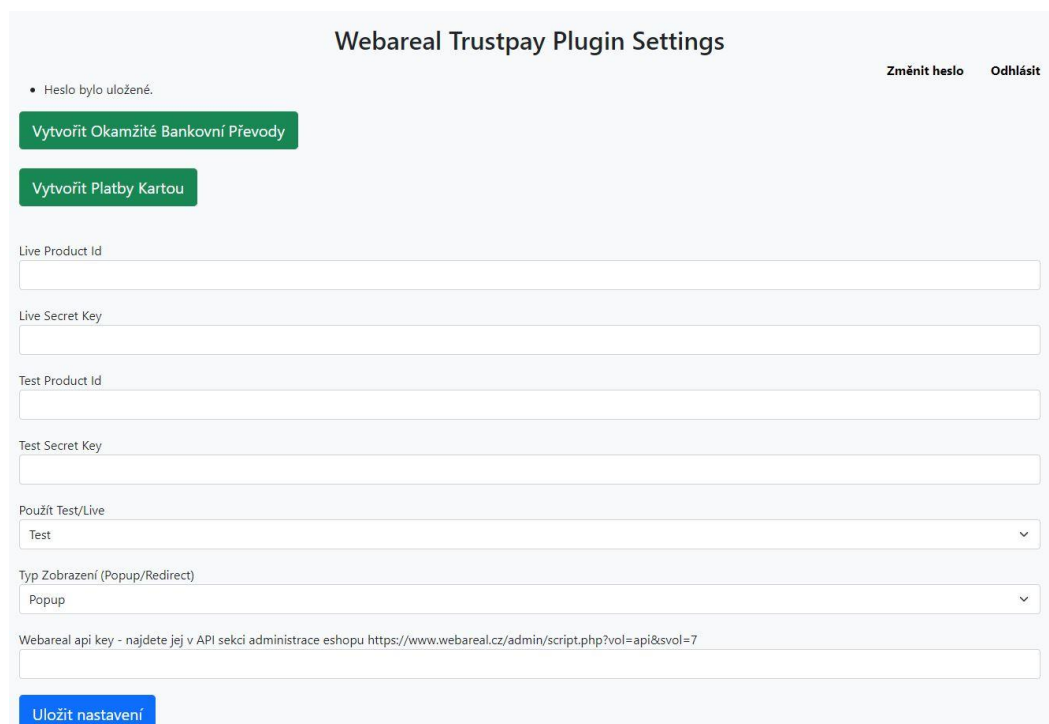 Webareal Trustpay Plugin Settings
Změnit heslo Odhlásit
Heslo bylo uložené.
Vytvořit Okamžité Bankovní Převody
Vytvořit Platby Kartou
Live Product Id
Live Secret Key
Test Product Id
Test Secret Key
Použít Test/Live
Test
Typ Zobrazení (Popup/Redirect)
Popup
Webareal api key - najdete jej v API sekci administrace eshopu https://www.webareal.cz/admin/script.php?vol=api&svol=7
Uložit nastavení